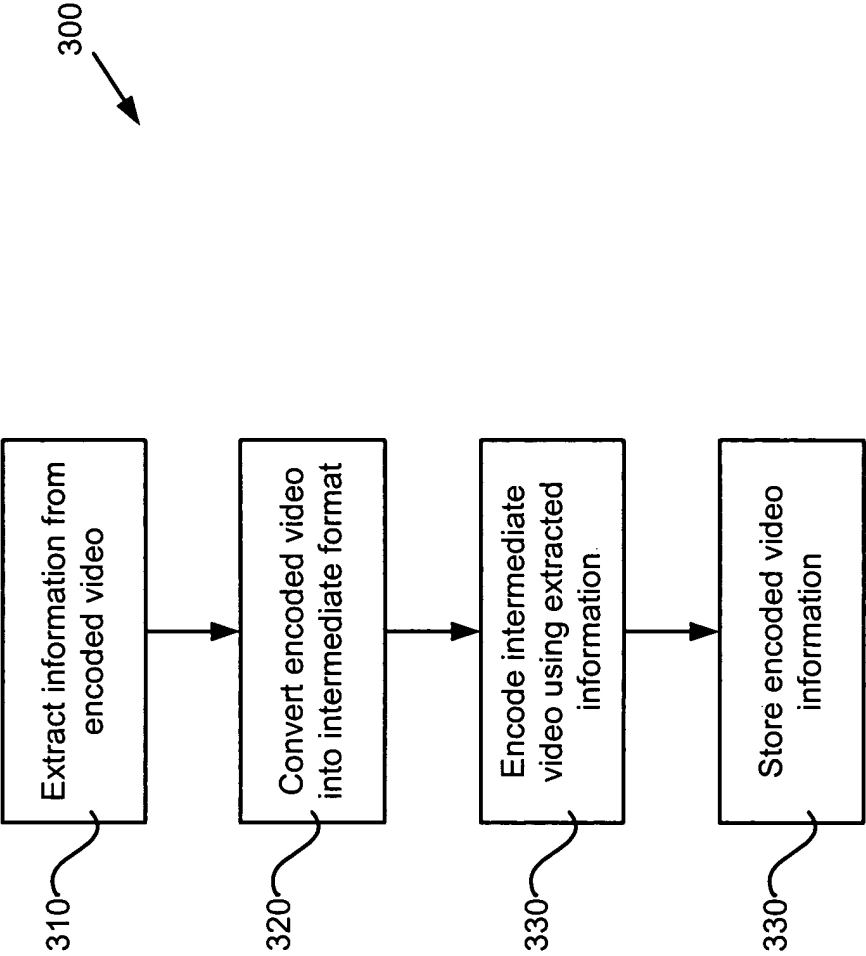 300
310
Extract information from
encoded video
320
Convert encoded video
into intermediate format
330
Encode intermediate
video using extracted
information
330
Store encoded video
information